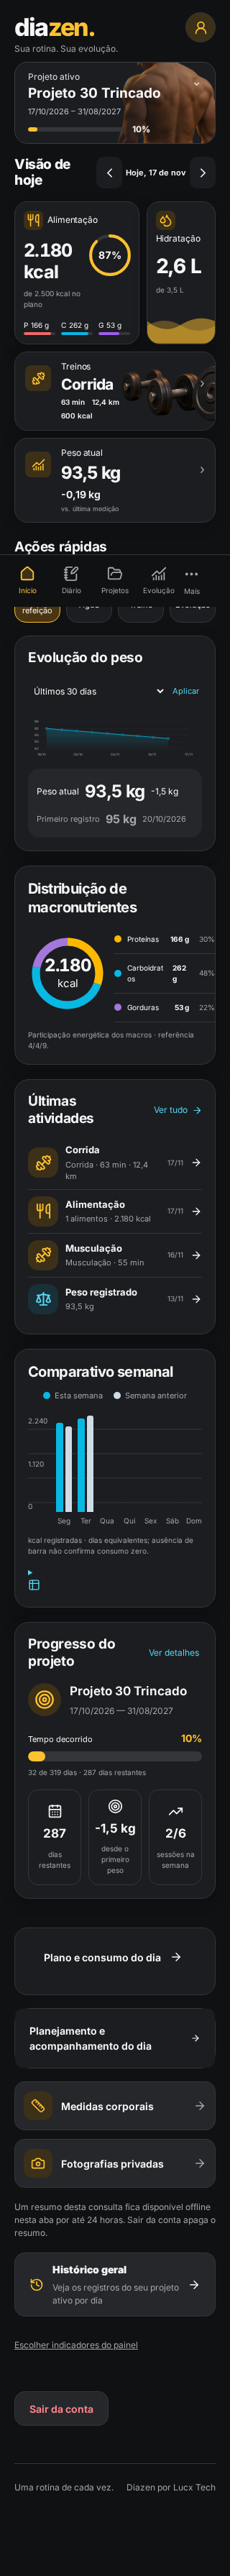 diazen.
Sua rotina. Sua evolução.
Projeto ativo
Projeto 30 Trincado
17/10/2026 — 31/08/2027
10%
Visão de hoje
Hoje, 17 de nov
Alimentação
2.180 kcal
87%
de 2.500 kcal no plano
P 166 g C 262 g G 53 g
Hidratação
2,6 L
de 3,5 L
Treinos
Corrida
63 min 12,4 km
600 kcal
Peso atual
93,5 kg
-0,19 kg
vs. última medição
Ações rápidas
Início
Diário
Projetos
Evolução
Mais
refeição
Evolução do peso
Últimos 30 dias
Aplicar
Peso atual 93,5 kg -1,5 kg
Primeiro registro 95 kg 20/10/2026
Distribuição de
macronutrientes
2.180
kcal
Proteínas 166 g 30%
Carboidratos 262 g 48%
Gorduras 53 g 22%
Participação energética dos macros · referência
4/4/9.
Últimas
atividades
Ver tudo
Corrida
Corrida · 63 min · 12,4
km
17/11
Alimentação
1 alimentos · 2.180 kcal
17/11
Musculação
Musculação · 55 min
16/11
Peso registrado
93,5 kg
13/11
Comparativo semanal
Esta semana Semana anterior
2.240
1.120
0
Seg Ter Qua Qui Sex Sáb Dom
kcal registradas · dias equivalentes; ausência de
barra não confirma consumo zero.
Progresso do
projeto
Ver detalhes
Projeto 30 Trincado
17/10/2026 — 31/08/2027
Tempo decorrido 10%
32 de 319 dias · 287 dias restantes
287
dias
restantes
-1,5 kg
desde o
primeiro
peso
2/6
sessões na
semana
Plano e consumo do dia
Planejamento e
acompanhamento do dia
Medidas corporais
Fotografias privadas
Um resumo desta consulta fica disponível offline
nesta aba por até 24 horas. Sair da conta apaga o
resumo.
Histórico geral
Veja os registros do seu projeto
ativo por dia
Escolher indicadores do painel
Sair da conta
Uma rotina de cada vez. Diazen por Lucx Tech